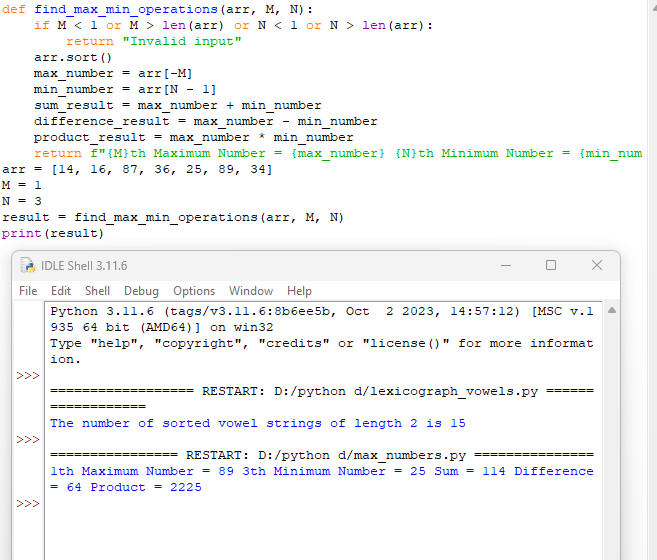 def find_max_min_operations(arr, M, N):
    if M < 1 or M > len(arr) or N < 1 or N > len(arr):
        return "Invalid input"
    arr.sort()
    max_number = arr[-M]
    min_number = arr[N - 1]
    sum_result = max_number + min_number
    difference_result = max_number - min_number
    product_result = max_number * min_number
    return f"{M}th Maximum Number = {max_number} {N}th Minimum Number = {min_num
arr = [14, 16, 87, 36, 25, 89, 34]
M = 1
N = 3
result = find_max_min_operations(arr, M, N)
print(result)
IDLE Shell 3.11.6
File Edit Shell Debug Options Window Help
Python 3.11.6 (tags/v3.11.6:8b6ee5b, Oct  2 2023, 14:57:12) [MSC v.1
935 64 bit (AMD64)] on win32
Type "help", "copyright", "credits" or "license()" for more informat
ion.
>>>
================== RESTART: D:/python d/lexicograph_vowels.py ======
============
The number of sorted vowel strings of length 2 is 15
>>>
================ RESTART: D:/python d/max_numbers.py ===============
1th Maximum Number = 89 3th Minimum Number = 25 Sum = 114 Difference
= 64 Product = 2225
>>>